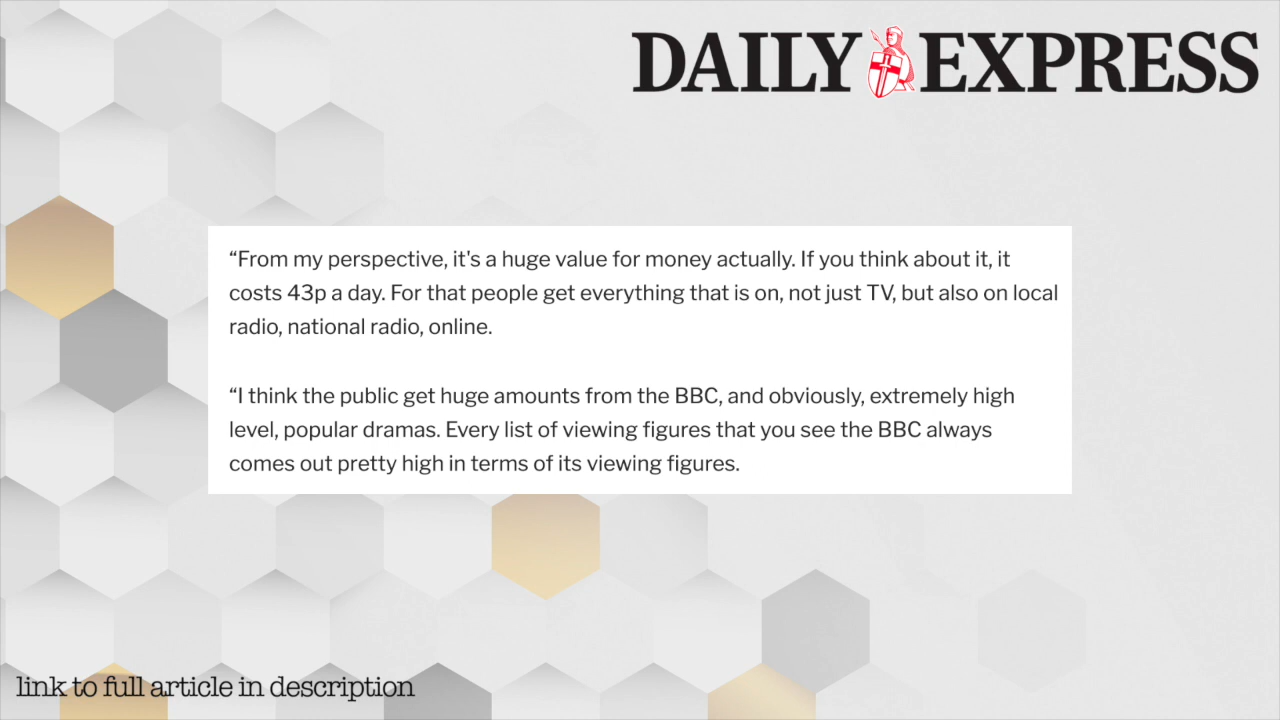 DAILY EXPRESS
“From my perspective, it's a huge value for money actually. If you think about it, it
costs 43p a day. For that people get everything that is on, not just TV, but also on local
radio, national radio, online.
“I think the public get huge amounts from the BBC, and obviously, extremely high
level, popular dramas. Every list of viewing figures that you see the BBC always
comes out pretty high in terms of its viewing figures.
link to full article in description